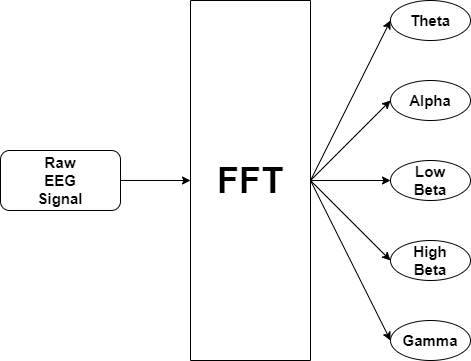 Raw
EEG
Signal
FFT
Theta
Alpha
Low
Beta
High
Beta
Gamma